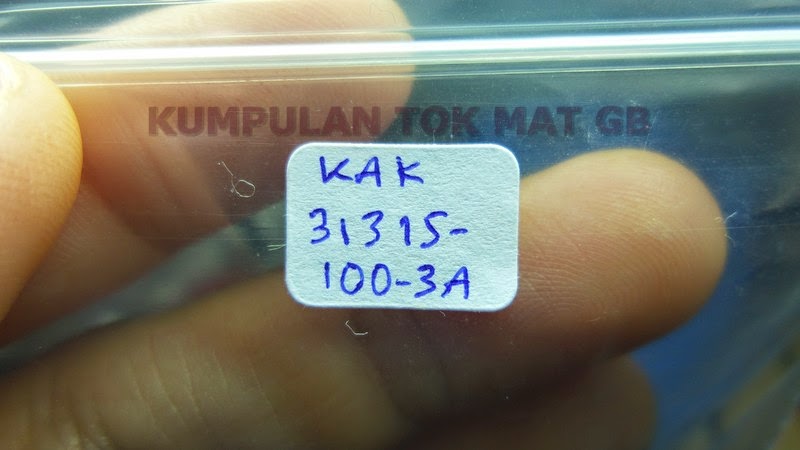 KUMPULAN TOK MAT GB
KAK
31315-
100-3A